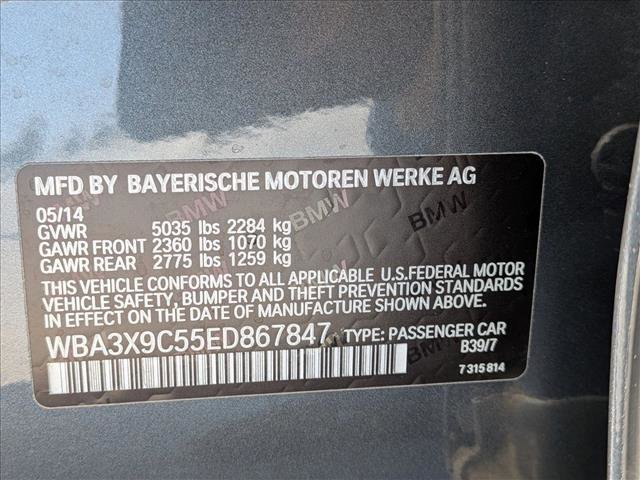 MFD BY BAYERISCHE MOTOREN WERKE AG
05/14
GVWR 5035 lbs 2284 kg
GAWR FRONT 2360 lbs 1070 kg
GAWR REAR 2775 lbs 1259 kg
THIS VEHICLE CONFORMS TO ALL APPLICABLE U.S.FEDERAL MOTOR
VEHICLE SAFETY, BUMPER AND THEFT PREVENTION STANDARDS
IN EFFECT ON THE DATE OF MANUFACTURE SHOWN ABOVE.
WBA3X9C55ED867847 TYPE: PASSENGER CAR
B39/7
7 315 814
BMW
BMW